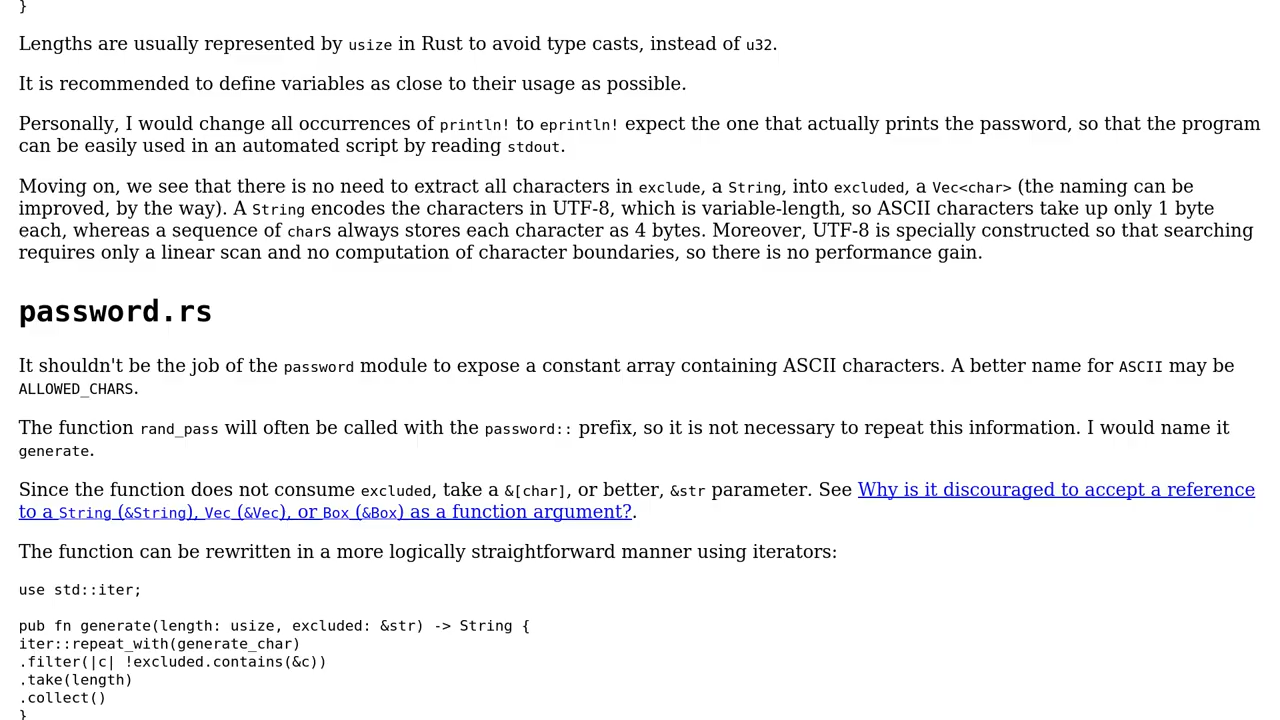 }
Lengths are usually represented by usize in Rust to avoid type casts, instead of u32.
It is recommended to define variables as close to their usage as possible.
Personally, I would change all occurrences of println! to eprintln! expect the one that actually prints the password, so that the program
can be easily used in an automated script by reading stdout.
Moving on, we see that there is no need to extract all characters in exclude, a String, into excluded, a Vec<char> (the naming can be
improved, by the way). A String encodes the characters in UTF-8, which is variable-length, so ASCII characters take up only 1 byte
each, whereas a sequence of chars always stores each character as 4 bytes. Moreover, UTF-8 is specially constructed so that searching
requires only a linear scan and no computation of character boundaries, so there is no performance gain.
password.rs
It shouldn't be the job of the password module to expose a constant array containing ASCII characters. A better name for ASCII may be
ALLOWED_CHARS.
The function rand_pass will often be called with the password:: prefix, so it is not necessary to repeat this information. I would name it
generate.
Since the function does not consume excluded, take a &[char], or better, &str parameter. See Why is it discouraged to accept a reference
to a String (&String), Vec (&Vec), or Box (&Box) as a function argument?.
The function can be rewritten in a more logically straightforward manner using iterators:
use std::iter;
pub fn generate(length: usize, excluded: &str) -> String {
iter::repeat_with(generate_char)
.filter(|c| !excluded.contains(&c))
.take(length)
.collect()
}